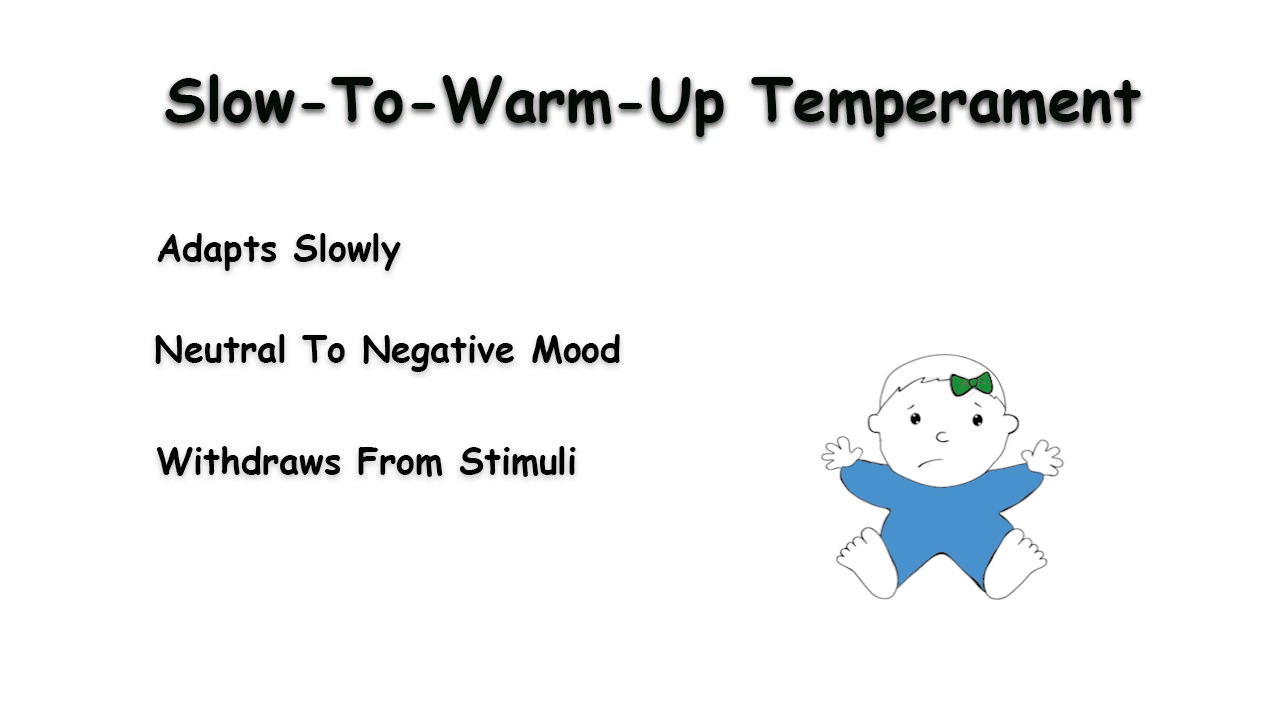 Slow-To-Warm-Up Temperament
Adapts Slowly
Neutral To Negative Mood
Withdraws From Stimuli